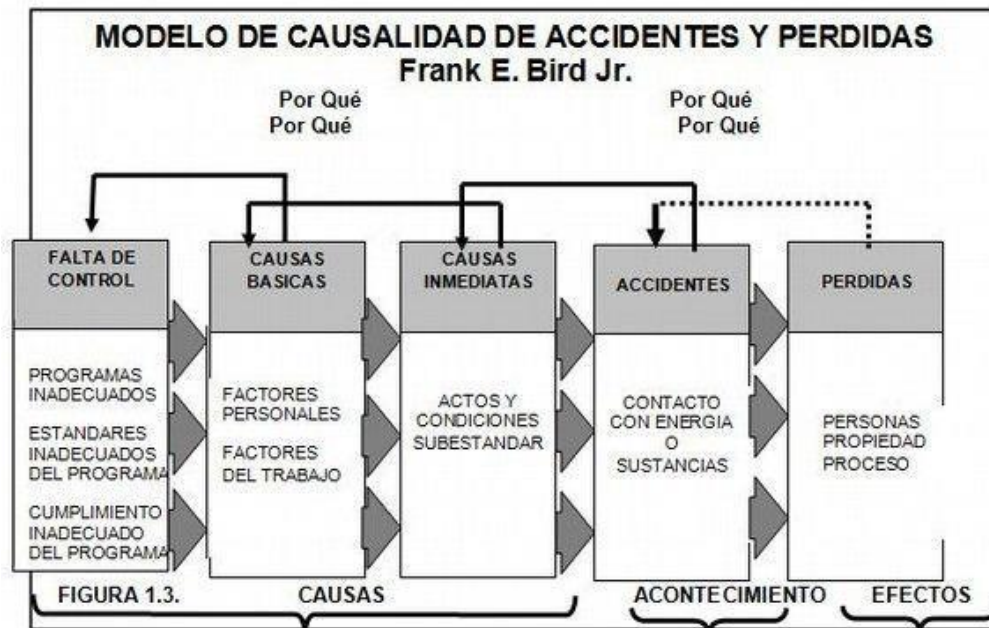 MODELO DE CAUSALIDAD DE ACCIDENTES Y PERDIDAS
Frank E. Bird Jr.
Por Qué
Por Qué
Por Qué
Por Qué
FALTA DE
CONTROL
PROGRAMAS
INADECUADOS
ESTANDARES
INADECUADOS
DEL PROGRAMA
CUMPLIMIENTO
INADECUADO
DEL PROGRAMA
CAUSAS
BASICAS
FACTORES
PERSONALES
FACTORES
DEL TRABAJO
CAUSAS
INMEDIATAS
ACTOS Y
CONDICIONES
SUBESTANDAR
ACCIDENTES
CONTACTO
CON ENERGIA
O
SUSTANCIAS
PERDIDAS
PERSONAS
PROPIEDAD
PROCESO
FIGURA 1.3.
CAUSAS
ACONTECIMIENTO
EFECTOS